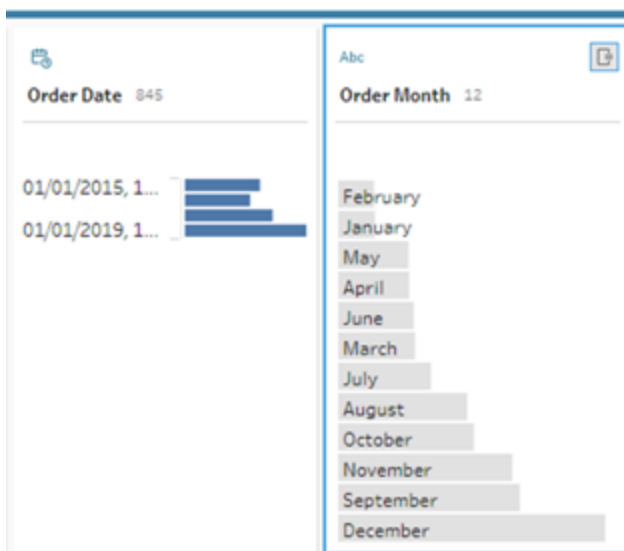 Order Date 845
01/01/2015, 1...
01/01/2019, 1...
Abc
Order Month 12
February
January
May
April
June
March
July
August
October
November
September
December